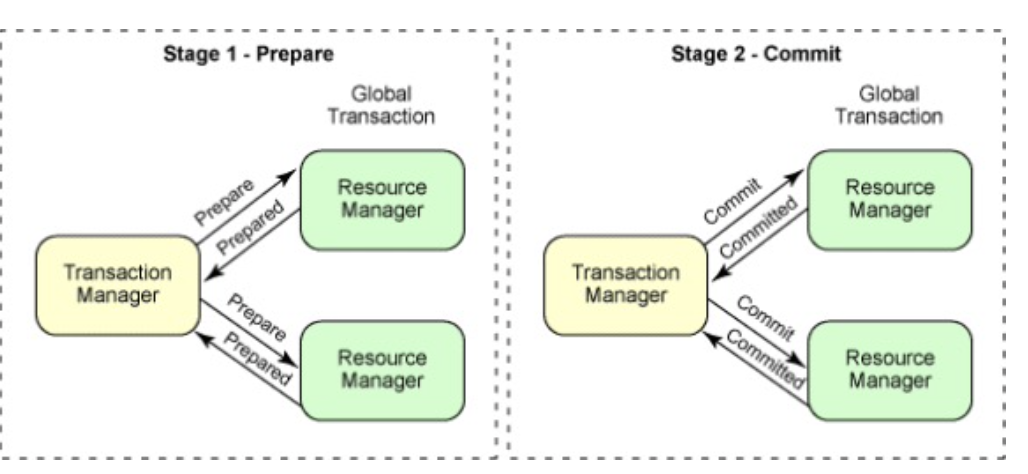 Stage 1 - Prepare
Global
Transaction
Resource
Manager
Prepare
Prepared
Transaction
Manager
Prepare
Prepared
Resource
Manager
Stage 2 - Commit
Global
Transaction
Resource
Manager
Commit
Committed
Transaction
Manager
Commit
Committed
Resource
Manager